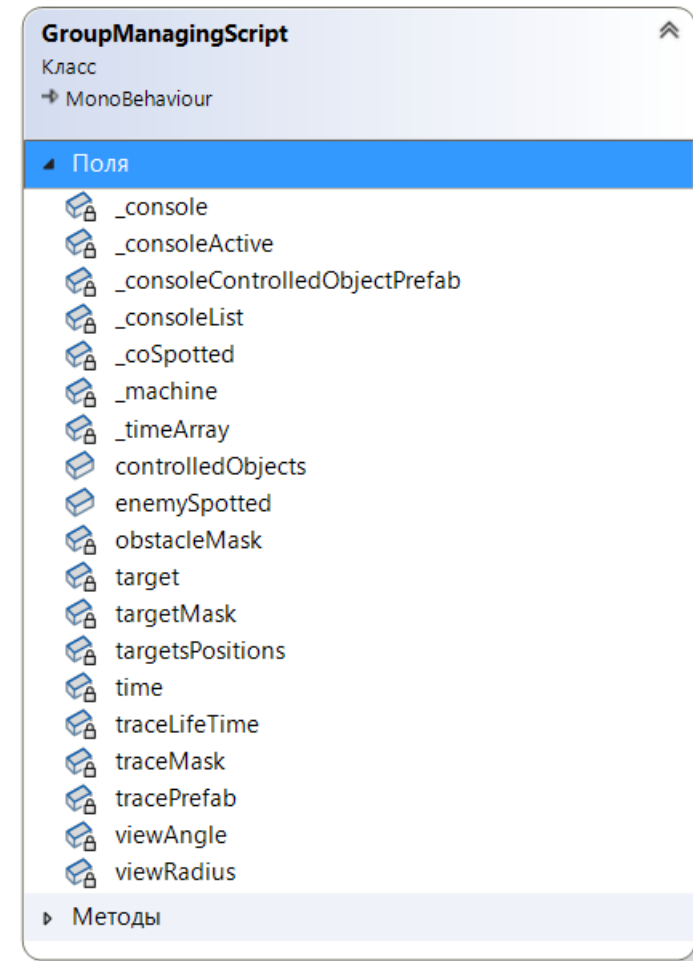 GroupManagingScript
Класс
MonoBehaviour
Поля
_console
_consoleActive
_consoleControlledObjectPrefab
_consoleList
_coSpotted
_machine
_timeArray
controlledObjects
enemySpotted
obstacleMask
target
targetMask
targetsPositions
time
traceLifeTime
traceMask
tracePrefab
viewAngle
viewRadius
Методы